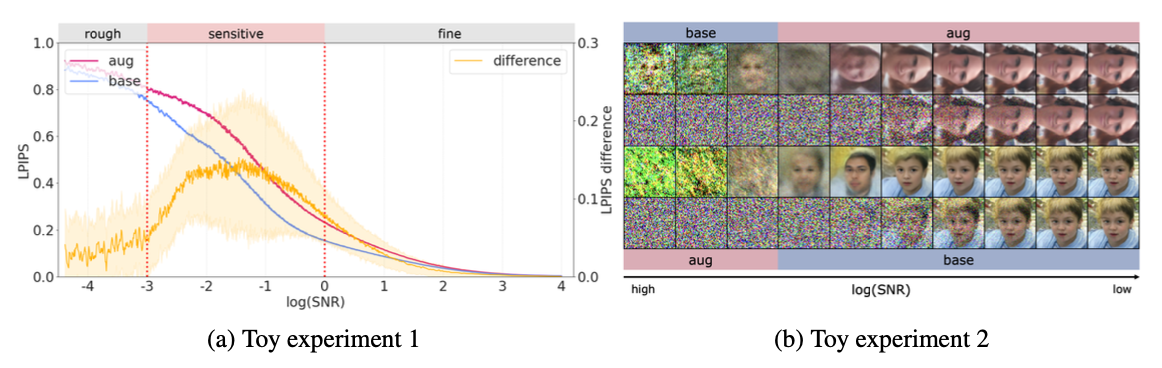 rough sensitive fine
1.0
0.8
0.6
0.4
0.2
0.0
LPIPS
aug
base
difference
0.3
0.2
0.1
0.0
LPIPS difference
-4 -3 -2 -1 0 1 2 3 4
log(SNR)
(a) Toy experiment 1
base aug
aug base
high log(SNR) low
(b) Toy experiment 2